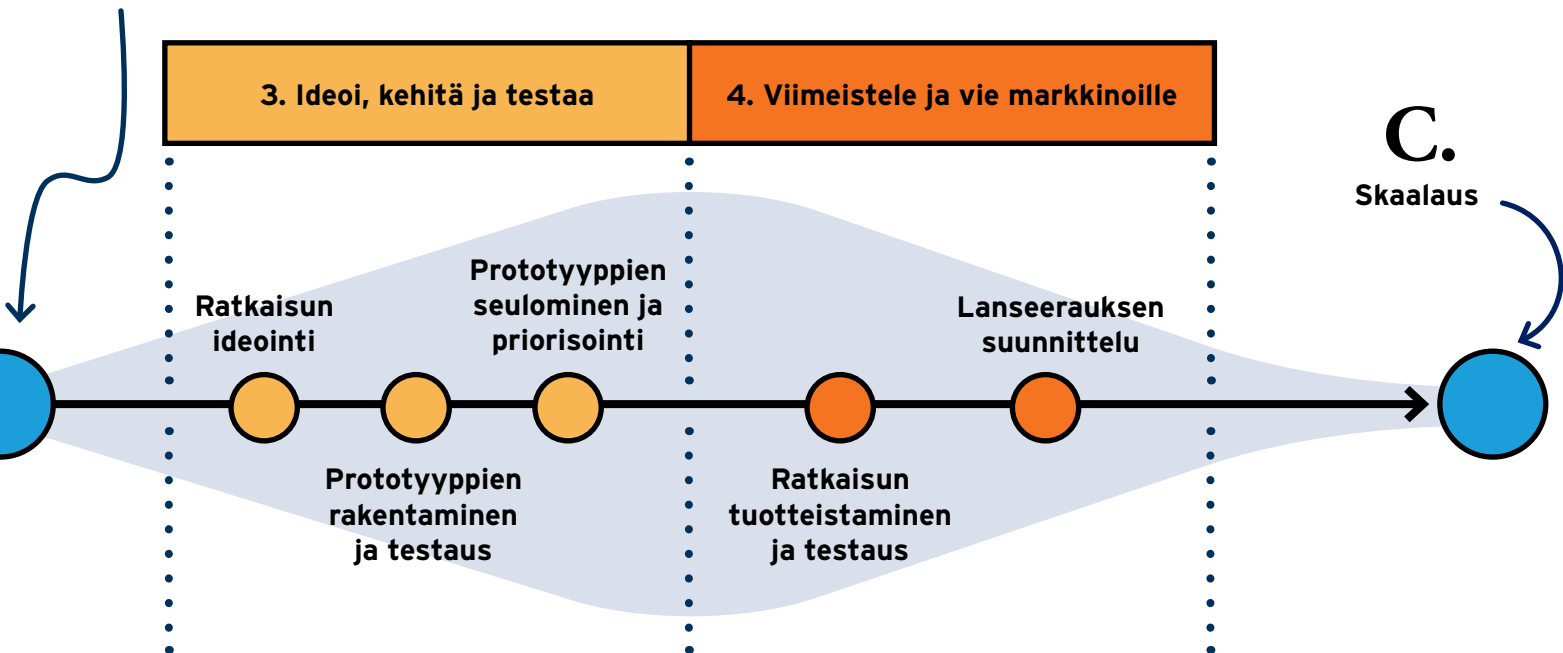 3. Ideoi, kehitä ja testaa
4. Viimeistele ja vie markkinoille
C.
Skaalaus
Ratkaisun
ideointi
Prototyyppien
rakentaminen
ja testaus
Prototyyppien
seulominen ja
priorisointi
Ratkaisun
tuotteistaminen
ja testaus
Lanseerauksen
suunnittelu